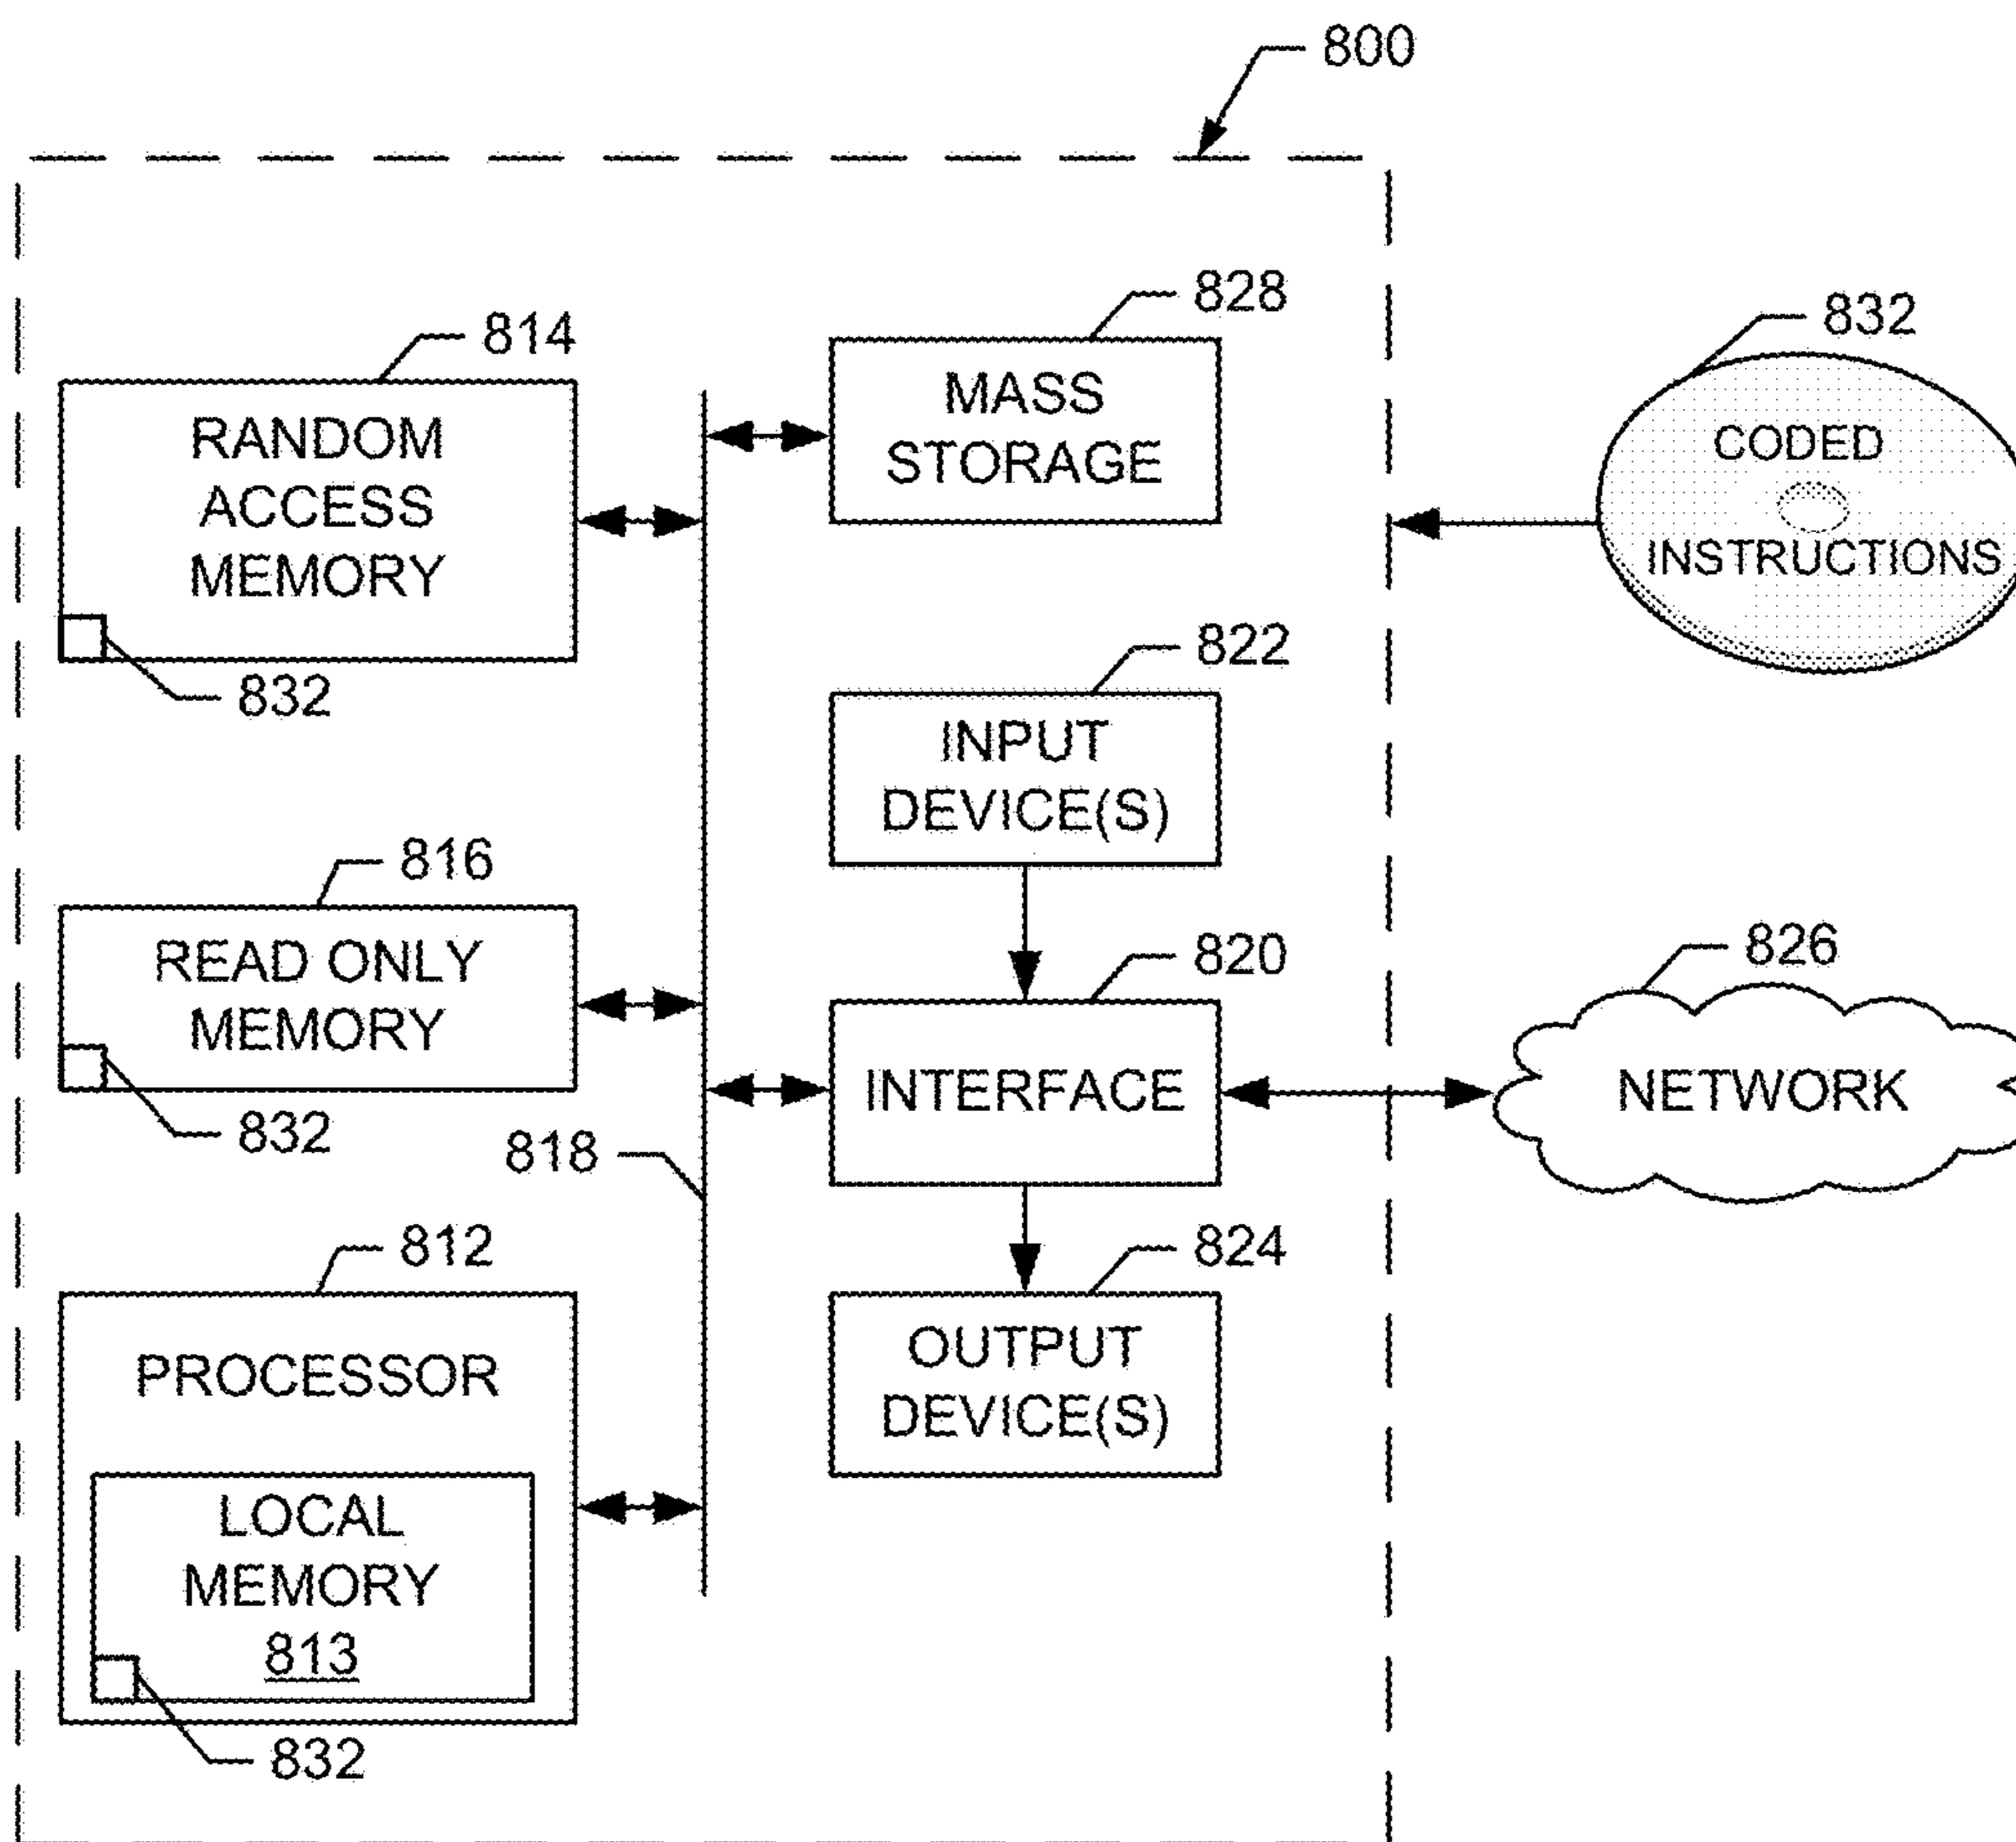 800
828
MASS
STORAGE
814
RANDOM
ACCESS
MEMORY
832
832
CODED
INSTRUCTIONS
822
INPUT
DEVICE(S)
816
READ ONLY
MEMORY
832
820
INTERFACE
826
NETWORK
818
812
PROCESSOR
LOCAL
MEMORY
813
832
824
OUTPUT
DEVICE(S)